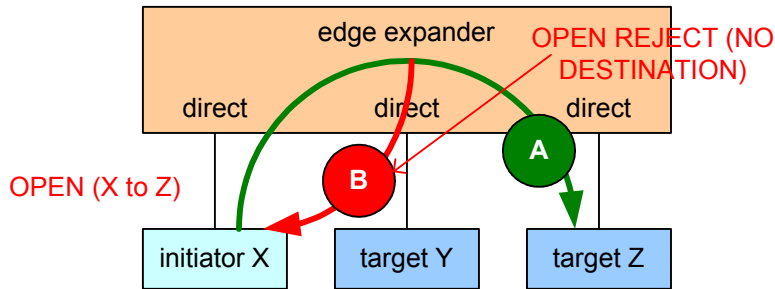 edge expander
OPEN REJECT (NO
DESTINATION)
direct
direct
direct
A
B
OPEN (X to Z)
initiator X
target Y
target Z